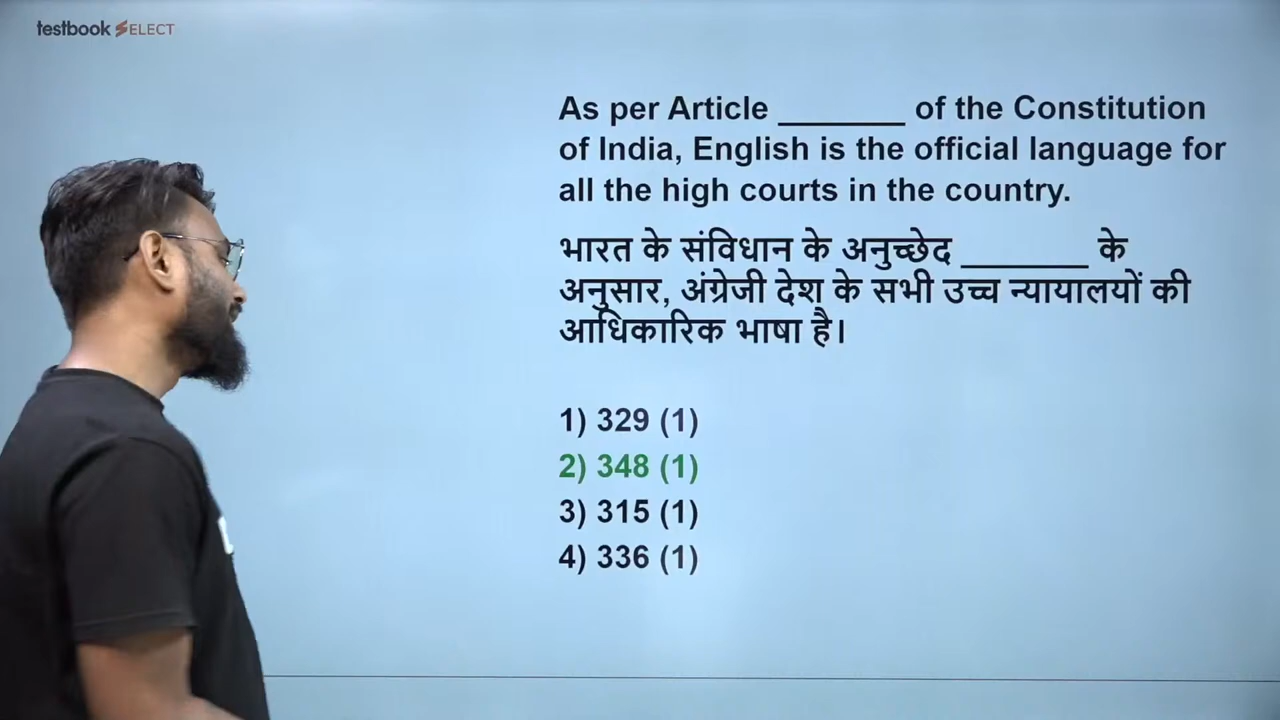 testbook SELECT
As per Article _______ of the Constitution
of India, English is the official language for
all the high courts in the country.
भारत के संविधान के अनुच्छेद _______ के
अनुसार, अंग्रेजी देश के सभी उच्च न्यायालयों की
आधिकारिक भाषा है।
1) 329 (1)
2) 348 (1)
3) 315 (1)
4) 336 (1)